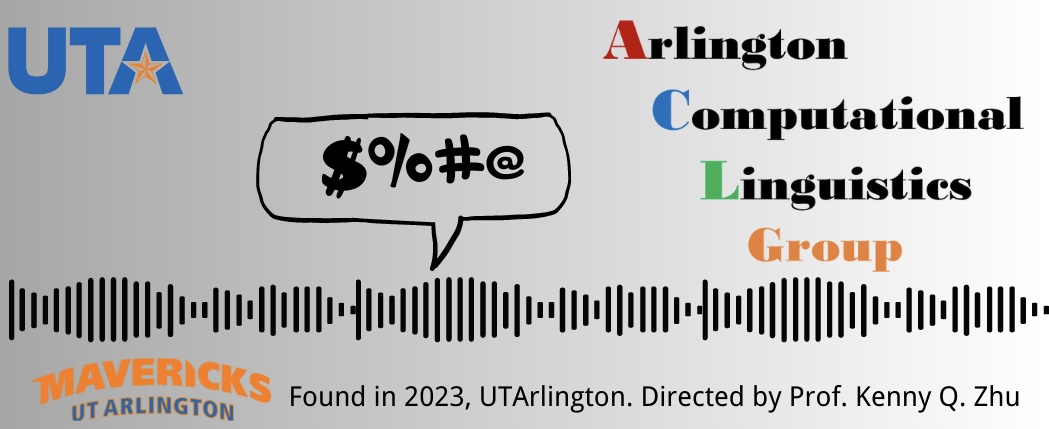 UTA
Arlington
Computational
Linguistics
Group
$%#@
MAVERICKS
UT ARLINGTON
Found in 2023, UTArlington. Directed by Prof. Kenny Q. Zhu